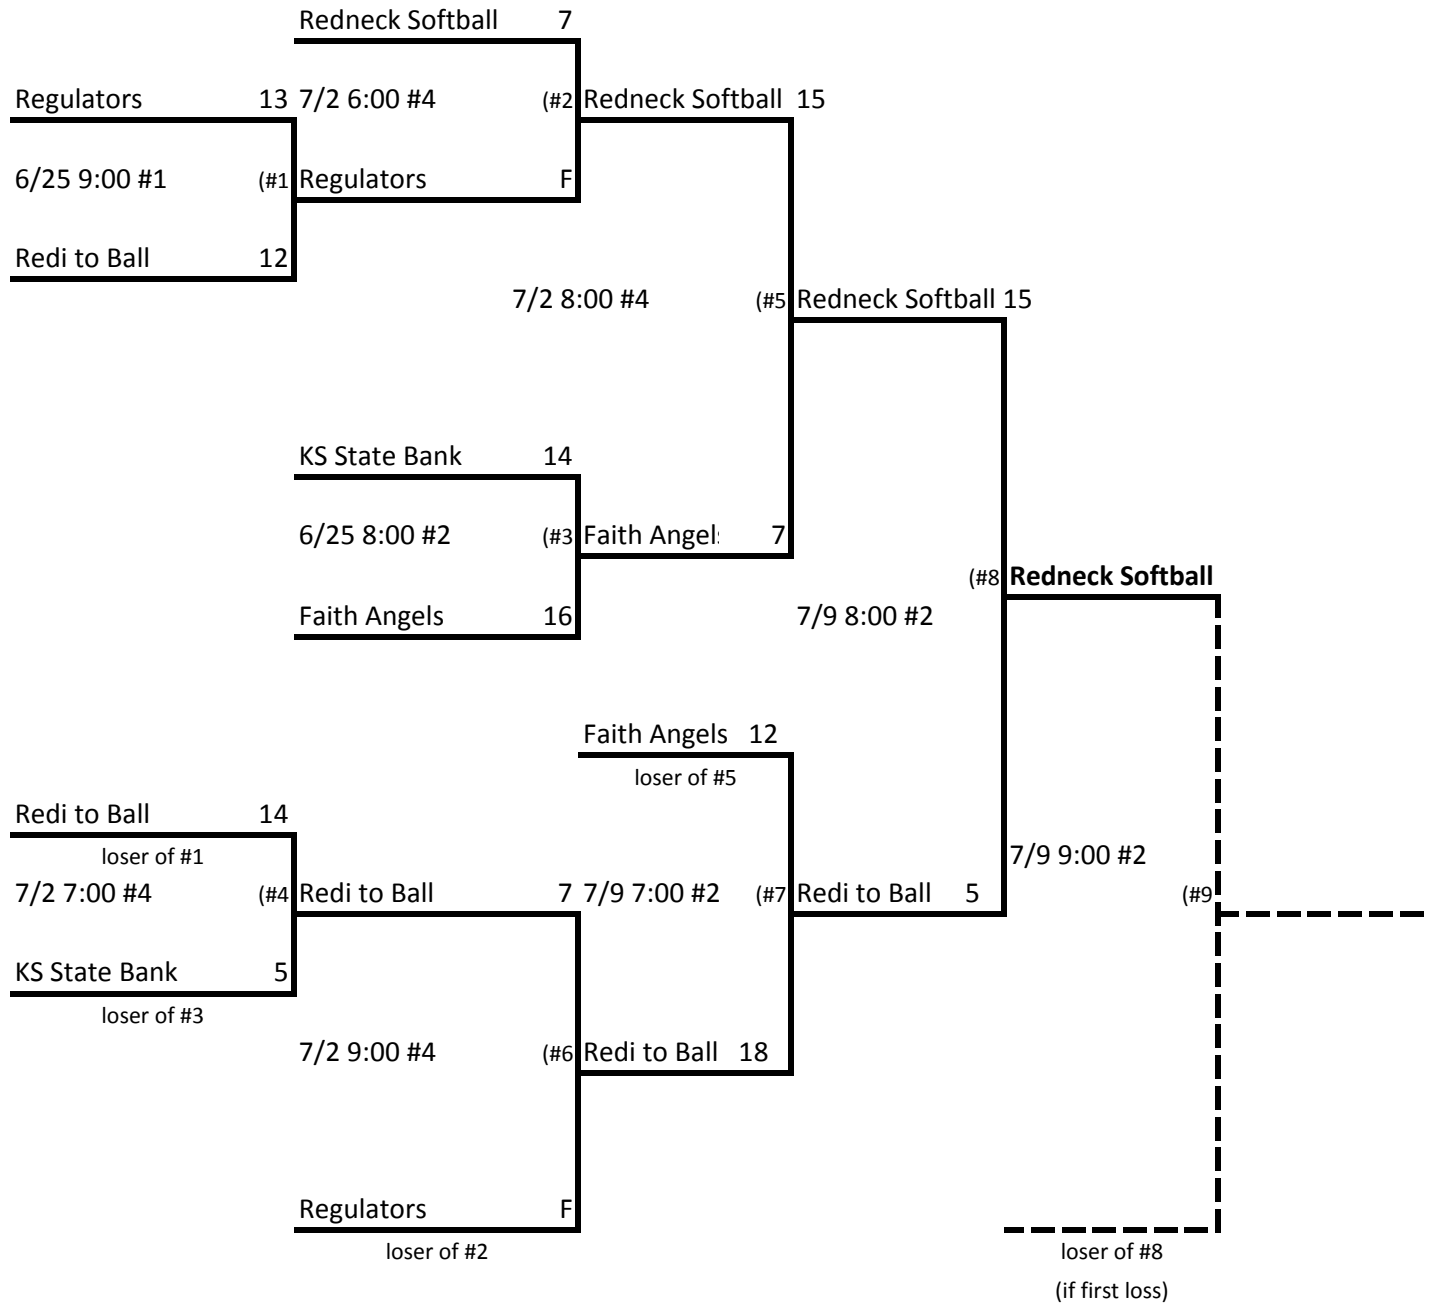 Redneck Softball 7
Regulators 13 7/2 6:00 #4 (#2 Redneck Softball 15
6/25 9:00 #1 (#1 Regulators F
Redi to Ball 12
7/2 8:00 #4 (#5 Redneck Softball 15
KS State Bank 14
6/25 8:00 #2 (#3 Faith Angels 7
(#8 Redneck Softball
Faith Angels 16 7/9 8:00 #2
Faith Angels 12
loser of #5
Redi to Ball 14
loser of #1 7/9 9:00 #2
7/2 7:00 #4 (#4 Redi to Ball 7 7/9 7:00 #2 (#7 Redi to Ball 5 (#9
KS State Bank 5
loser of #3
7/2 9:00 #4 (#6 Redi to Ball 18
Regulators F
loser of #2 loser of #8
(if first loss)